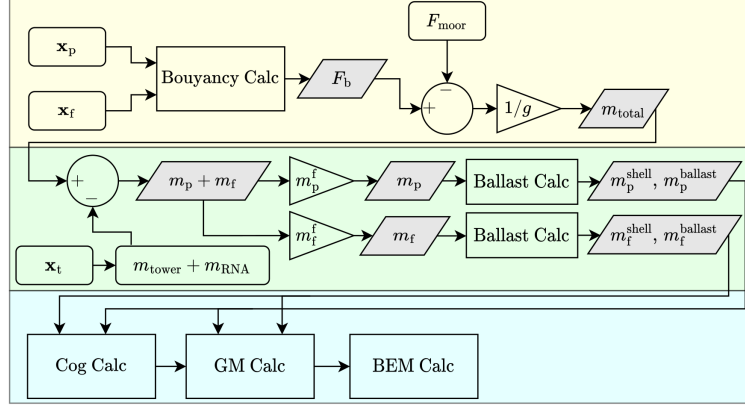 F_moor
x_p
Bouyancy Calc
F_b
x_f
+
−
1/g
m_total
+
−
m_p + m_f
m_p^f
m_p
Ballast Calc
m_p^shell, m_p^ballast
m_f^f
m_f
Ballast Calc
m_f^shell, m_f^ballast
x_t
m_tower + m_RNA
Cog Calc
GM Calc
BEM Calc